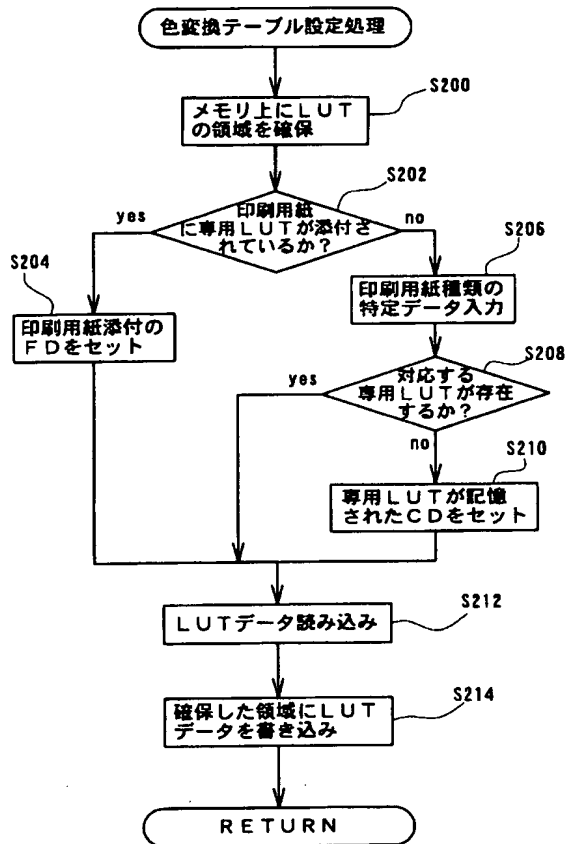 色変換テーブル設定処理
S200
メモリ上にLUT
の領域を確保
S202
印刷用紙
に専用LUTが添付さ
れているか?
yes
no
S204
印刷用紙添付の
FDをセット
S206
印刷用紙種類の
特定データ入力
S208
対応する
専用LUTが存在
するか?
yes
no
S210
専用LUTが記憶
されたCDをセット
S212
LUTデータ読み込み
S214
確保した領域にLUT
データを書き込み
RETURN